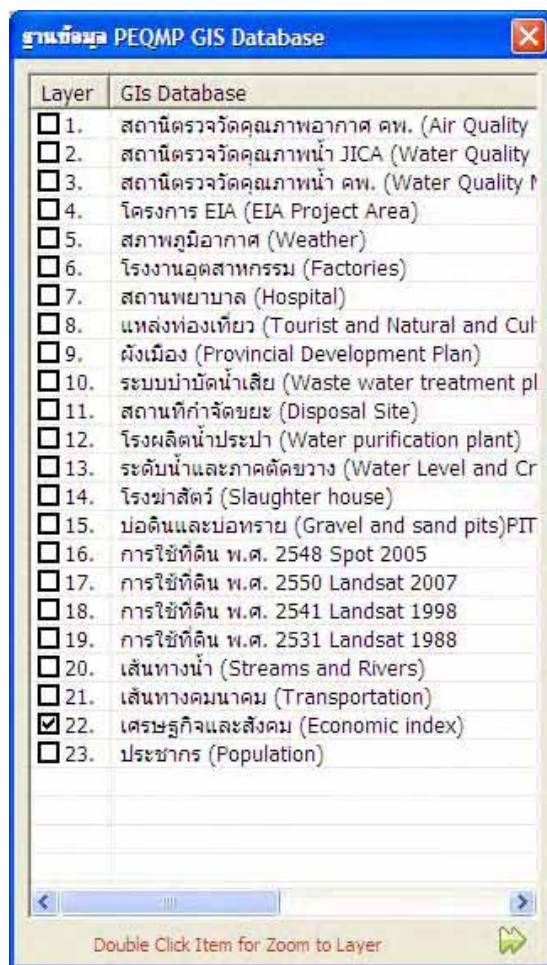 ฐานข้อมูล PEQMP GIS Database
Layer GIs Database
1. สถานีตรวจวัดคุณภาพอากาศ คพ. (Air Quality
2. สถานีตรวจวัดคุณภาพน้ำ JICA (Water Quality
3. สถานีตรวจวัดคุณภาพน้ำ คพ. (Water Quality
4. โครงการ EIA (EIA Project Area)
5. สภาพภูมิอากาศ (Weather)
6. โรงงานอุตสาหกรรม (Factories)
7. สถานพยาบาล (Hospital)
8. แหล่งท่องเที่ยว (Tourist and Natural and Cul
9. ผังเมือง (Provincial Development Plan)
10. ระบบบำบัดน้ำเสีย (Waste water treatment pl
11. สถานที่กำจัดขยะ (Disposal Site)
12. โรงผลิตน้ำประปา (Water purification plant)
13. ระดับน้ำและภาคตัดขวาง (Water Level and Cr
14. โรงฆ่าสัตว์ (Slaughter house)
15. บ่อดินและบ่อทราย (Gravel and sand pits)PIT
16. การใช้ที่ดิน พ.ศ. 2548 Spot 2005
17. การใช้ที่ดิน พ.ศ. 2550 Landsat 2007
18. การใช้ที่ดิน พ.ศ. 2541 Landsat 1998
19. การใช้ที่ดิน พ.ศ. 2531 Landsat 1988
20. เส้นทางน้ำ (Streams and Rivers)
21. เส้นทางคมนาคม (Transportation)
22. เศรษฐกิจและสังคม (Economic index)
23. ประชากร (Population)
Double Click Item for Zoom to Layer